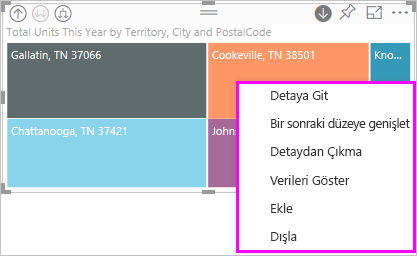 Total Units This Year by Territory, City and PostalCode
Gallatin, TN 37066
Cookeville, TN 38501
Kno...
Chattanooga, TN 37421
Johns
Detaya Git
Bir sonraki düzeye genişlet
Detaydan Çıkma
Verileri Göster
Ekle
Dışla